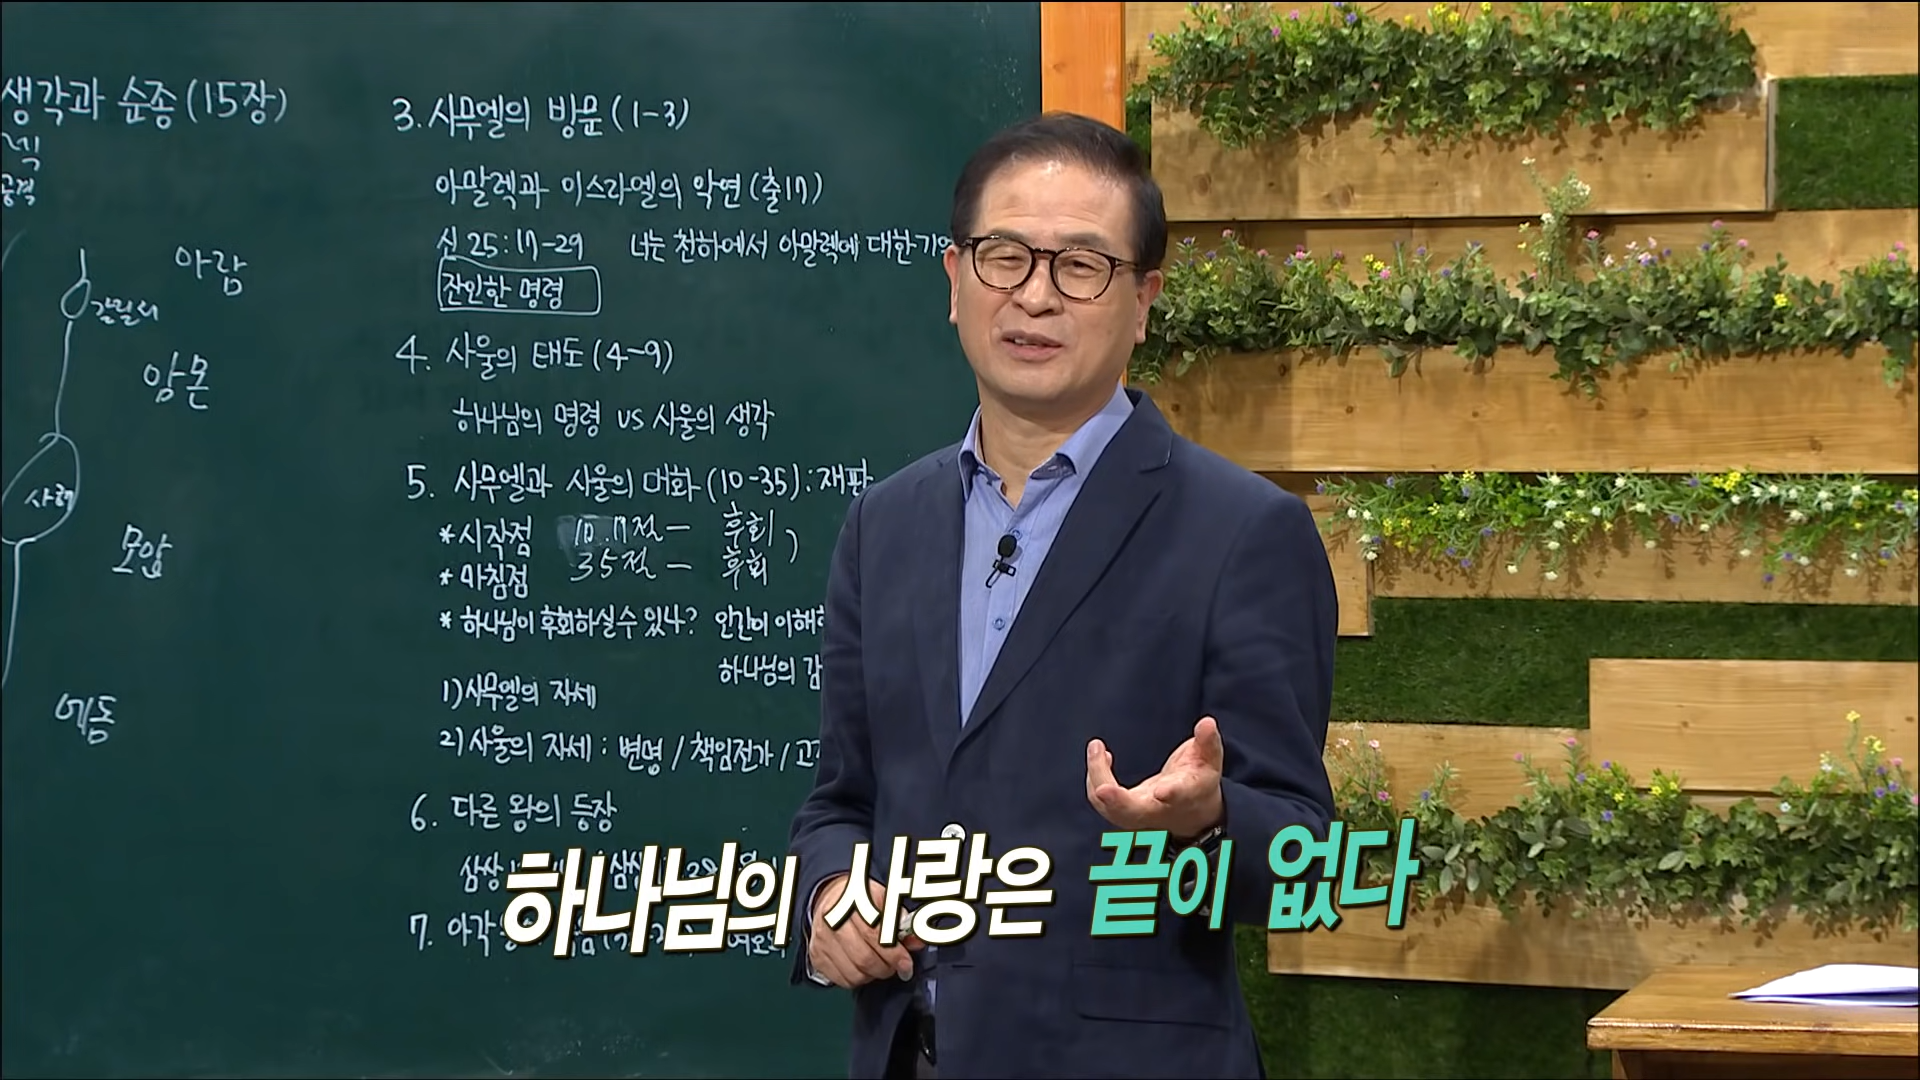 생각과 순종(15장)
공격
아람
갈릴리
암몬
사해
모압
에돔
3. 사무엘의 방문(1-3)
아말렉과 이스라엘의 악연(출17)
신 25:17-29 너는 천하에서 아말렉에 대한 기억
잔인한 명령
4. 사울의 태도(4-9)
하나님의 명령 vs 사울의 생각
5. 사무엘과 사울의 대화(10-35):재판
*시작점 10.11절 - 후회
*마침점 35절 - 후회
* 하나님이 후회하실수 있나? 인간이 이해
하나님의 감
1)사무엘의 자세
2)사울의 자세: 변명/책임전가/고
6. 다른 왕의 등장
삼상
7. 아각
하나님의 사랑은 끝이 없다